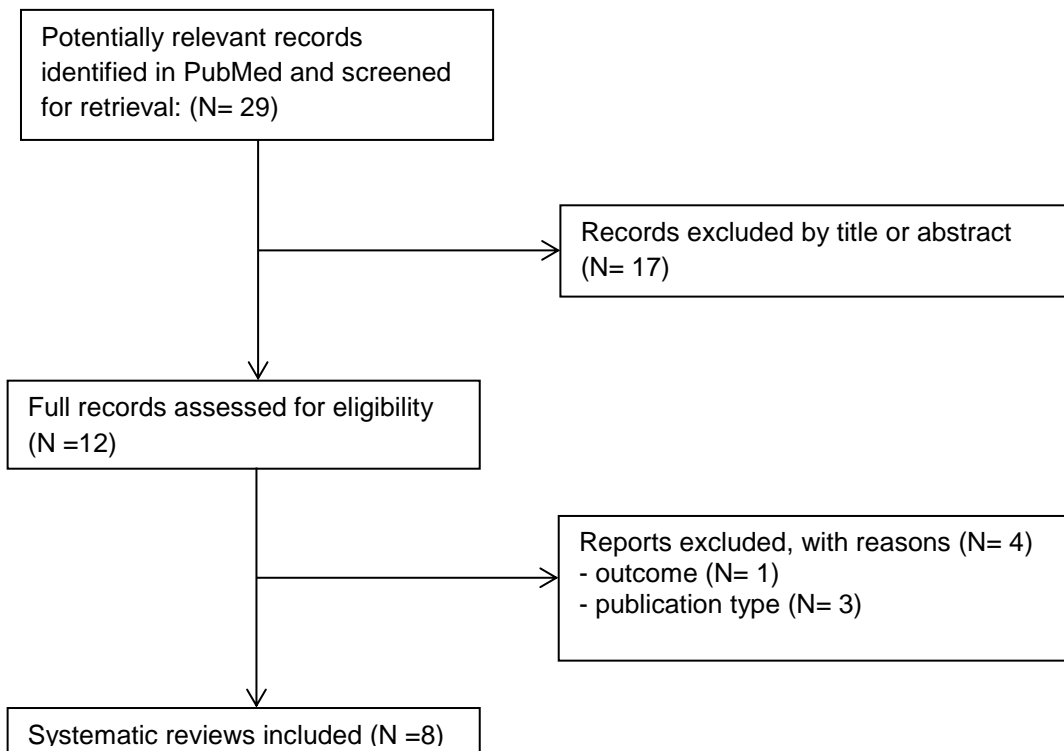 Potentially relevant records
identified in PubMed and screened
for retrieval: (N= 29)
Records excluded by title or abstract
(N= 17)
Full records assessed for eligibility
(N =12)
Reports excluded, with reasons (N= 4)
- outcome (N= 1)
- publication type (N= 3)
Systematic reviews included (N =8)